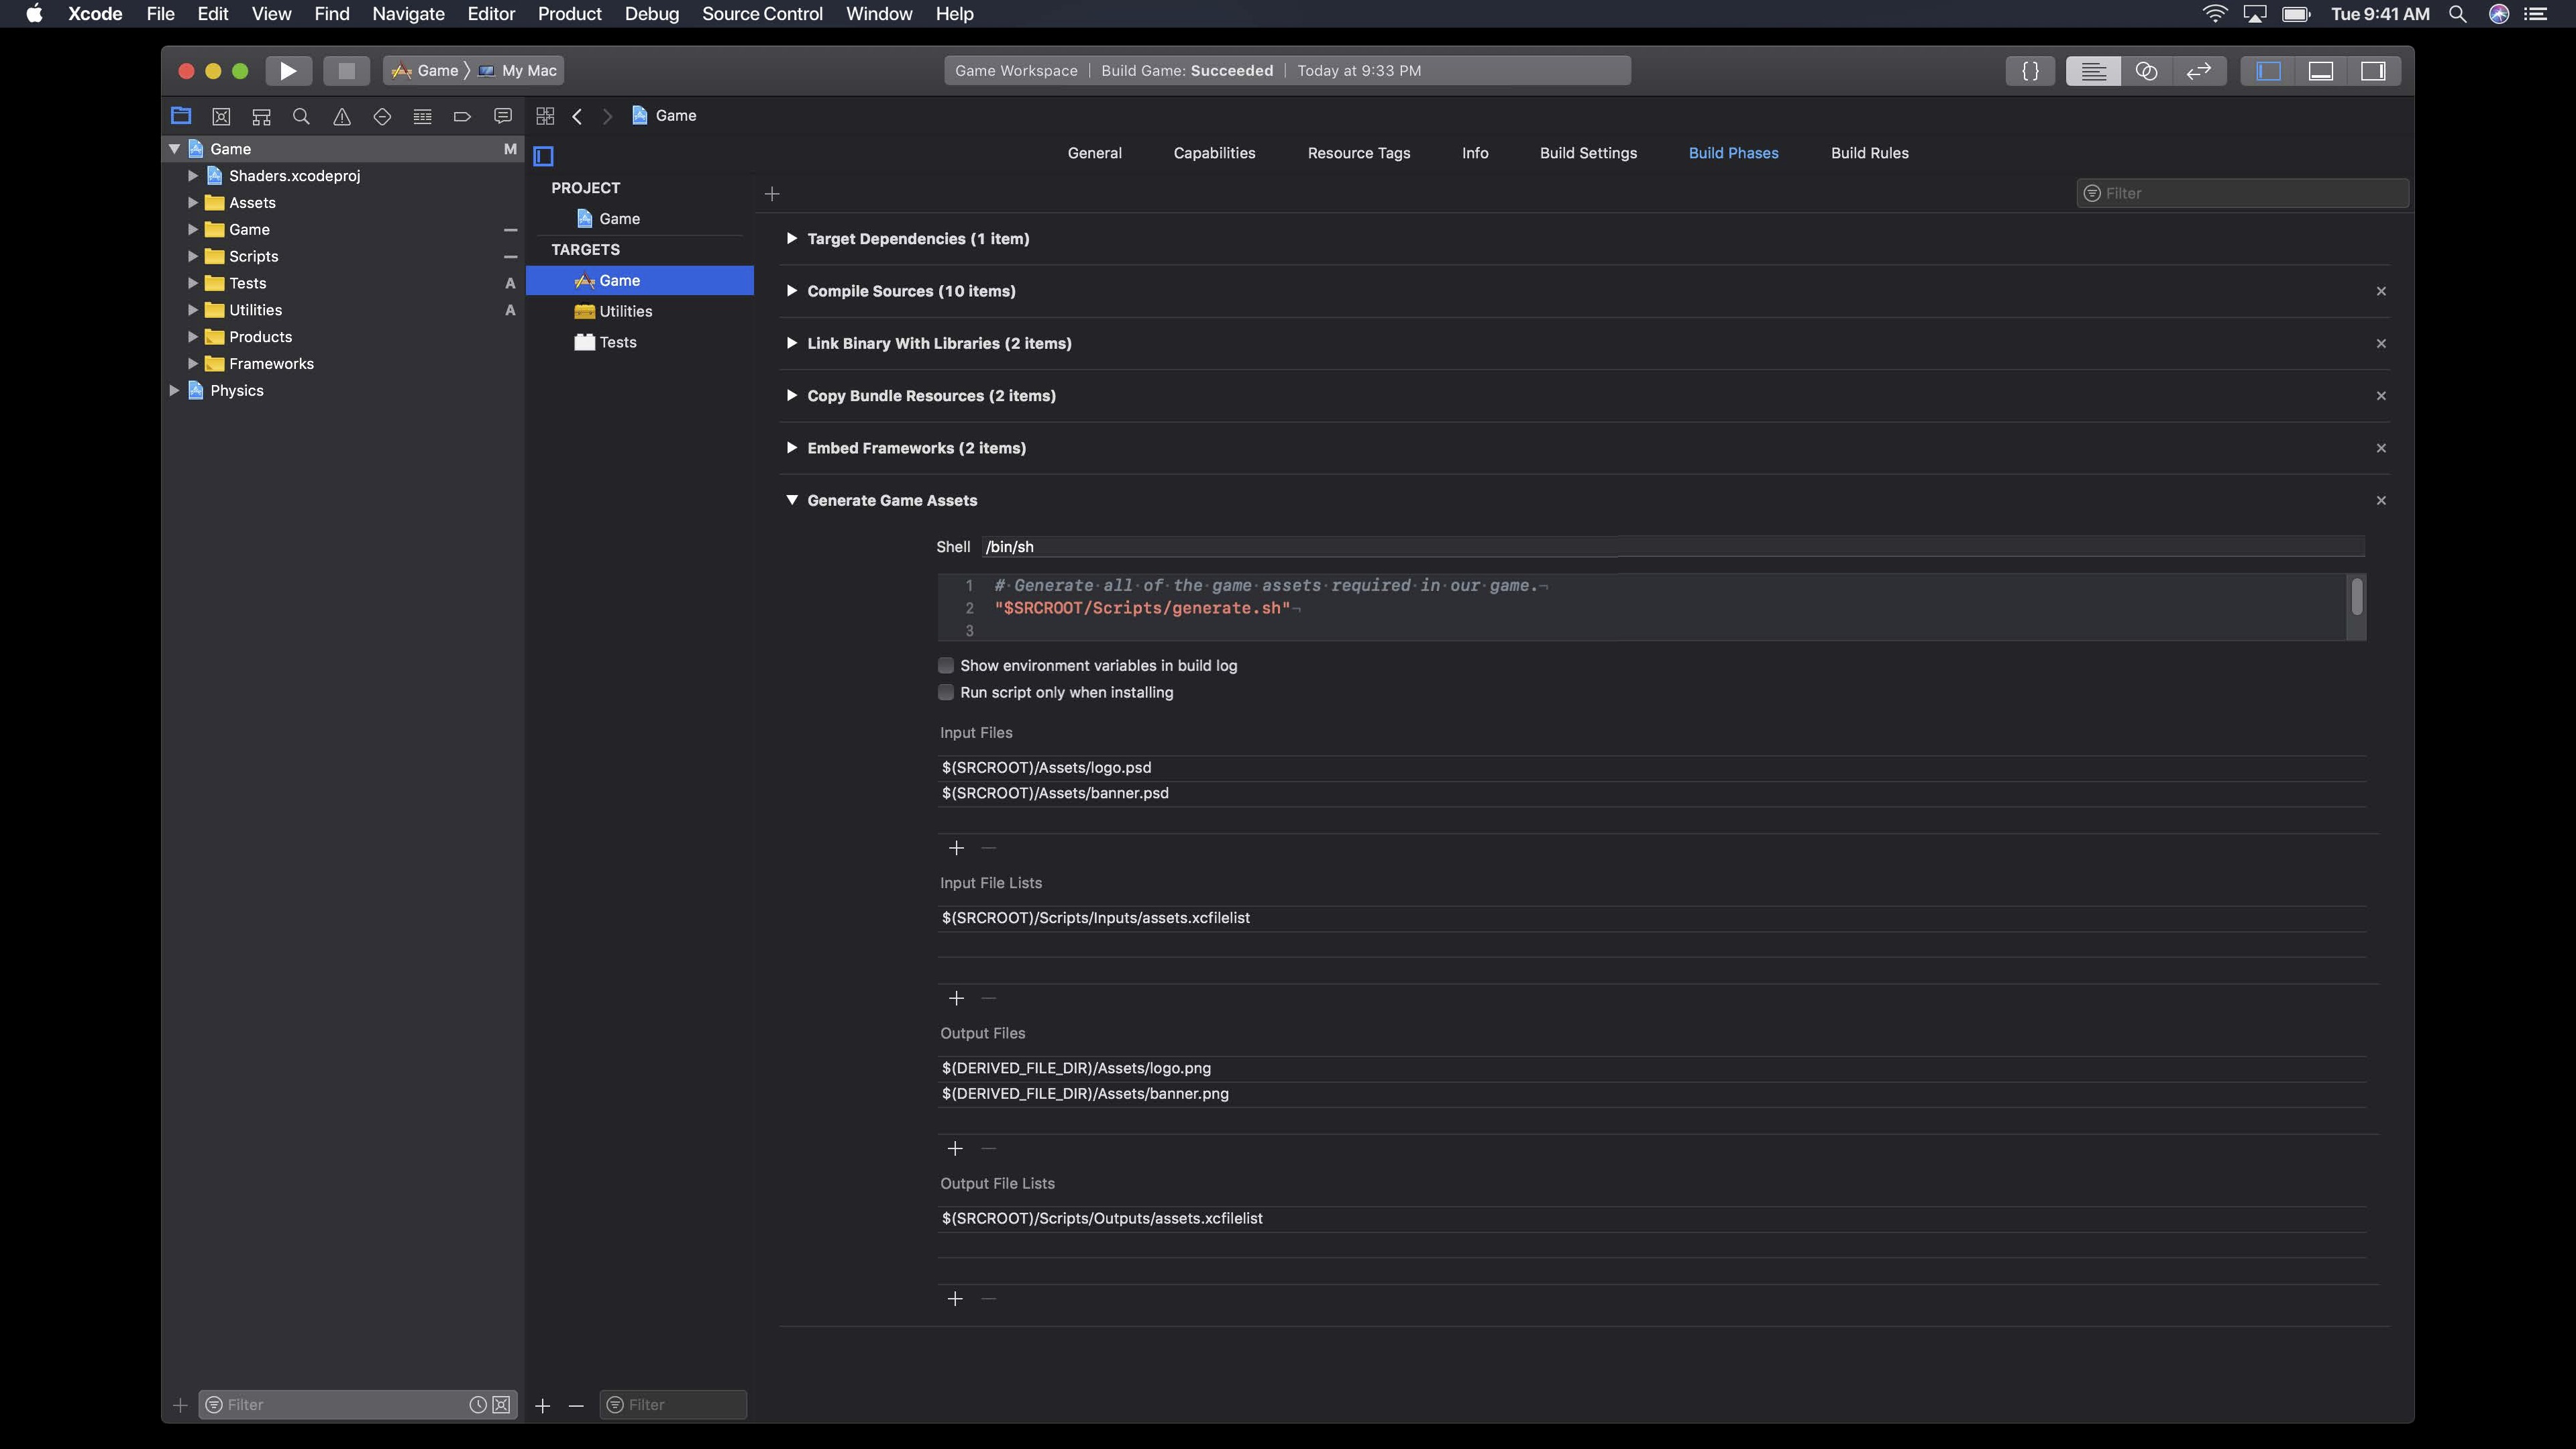 Xcode File Edit View Find Navigate Editor Product Debug Source Control Window Help Tue 9:41 AM
Game 〉 My Mac
Game Workspace | Build Game: Succeeded | Today at 9:33 PM
{ }
Game M
Shaders.xcodeproj
Assets
Game
Scripts
Tests A
Utilities A
Products
Frameworks
Physics
Filter
Game
General Capabilities Resource Tags Info Build Settings Build Phases Build Rules
PROJECT
Game
TARGETS
Game
Utilities
Tests
Filter
Filter
Target Dependencies (1 item)
Compile Sources (10 items)
Link Binary With Libraries (2 items)
Copy Bundle Resources (2 items)
Embed Frameworks (2 items)
Generate Game Assets
Shell /bin/sh
1 #·Generate·all·of·the·game·assets·required·in·our·game.¬
2 "$SRCROOT/Scripts/generate.sh"¬
3
Show environment variables in build log
Run script only when installing
Input Files
$(SRCROOT)/Assets/logo.psd
$(SRCROOT)/Assets/banner.psd
Input File Lists
$(SRCROOT)/Scripts/Inputs/assets.xcfilelist
Output Files
$(DERIVED_FILE_DIR)/Assets/logo.png
$(DERIVED_FILE_DIR)/Assets/banner.png
Output File Lists
$(SRCROOT)/Scripts/Outputs/assets.xcfilelist